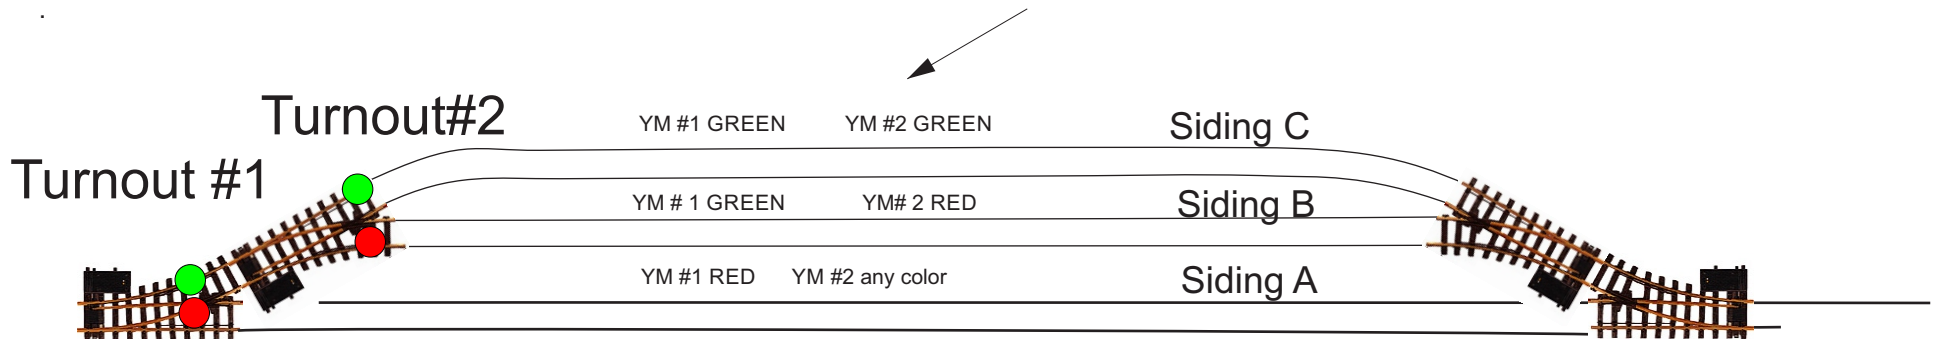 .
Turnout#2
YM #1 GREEN YM #2 GREEN Siding C
Turnout #1
YM # 1 GREEN YM# 2 RED Siding B
YM #1 RED YM #2 any color Siding A